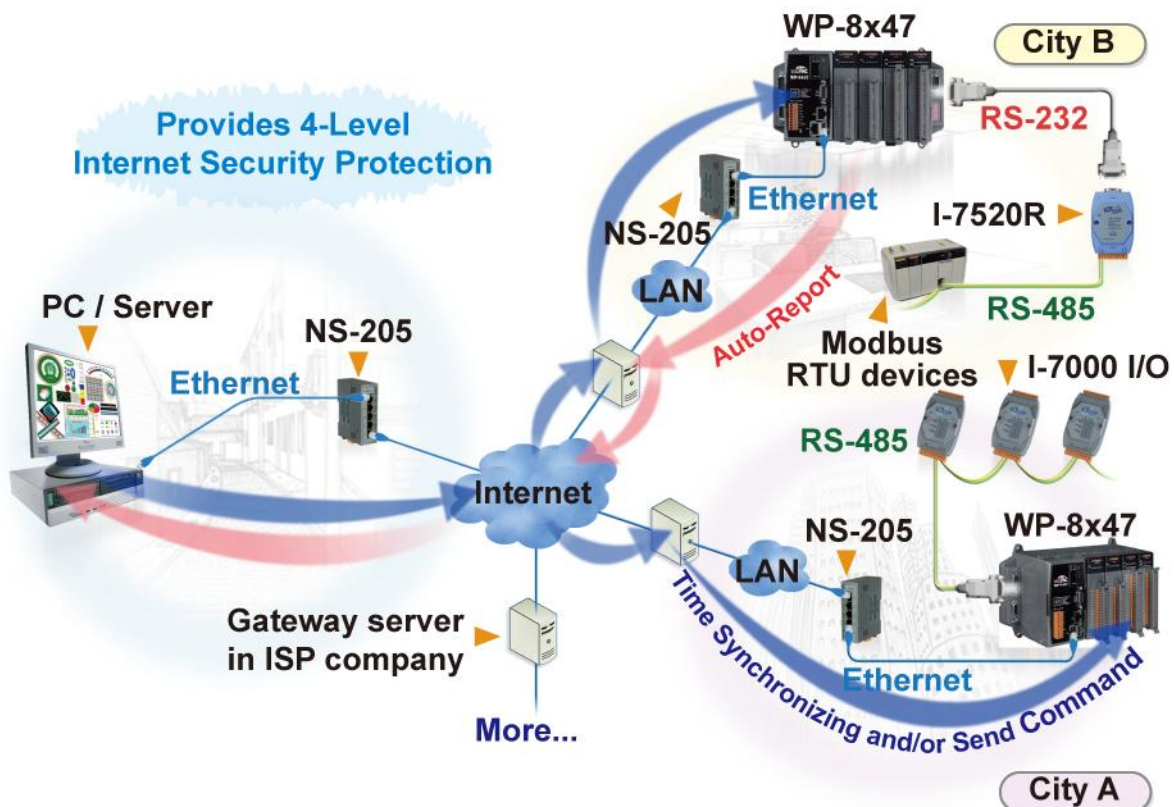 WP-8x47
City B
Provides 4-Level
Internet Security Protection
RS-232
Ethernet
I-7520R
NS-205
LAN
PC / Server
NS-205
Auto-Report
RS-485
Modbus
RTU devices
I-7000 I/O
Ethernet
RS-485
Internet
NS-205
WP-8x47
LAN
Gateway server
in ISP company
Time Synchronizing and/or Send Command
Ethernet
More...
City A